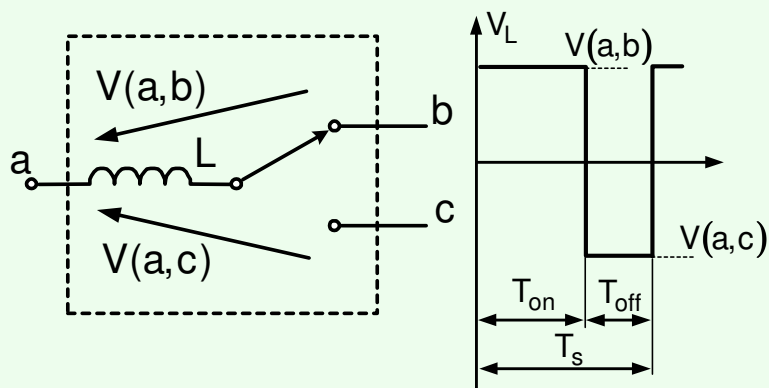 V(a,b)
a
L
b
V(a,c)
c
V_L
V(a,b)
V(a,c)
T_on
T_off
T_s